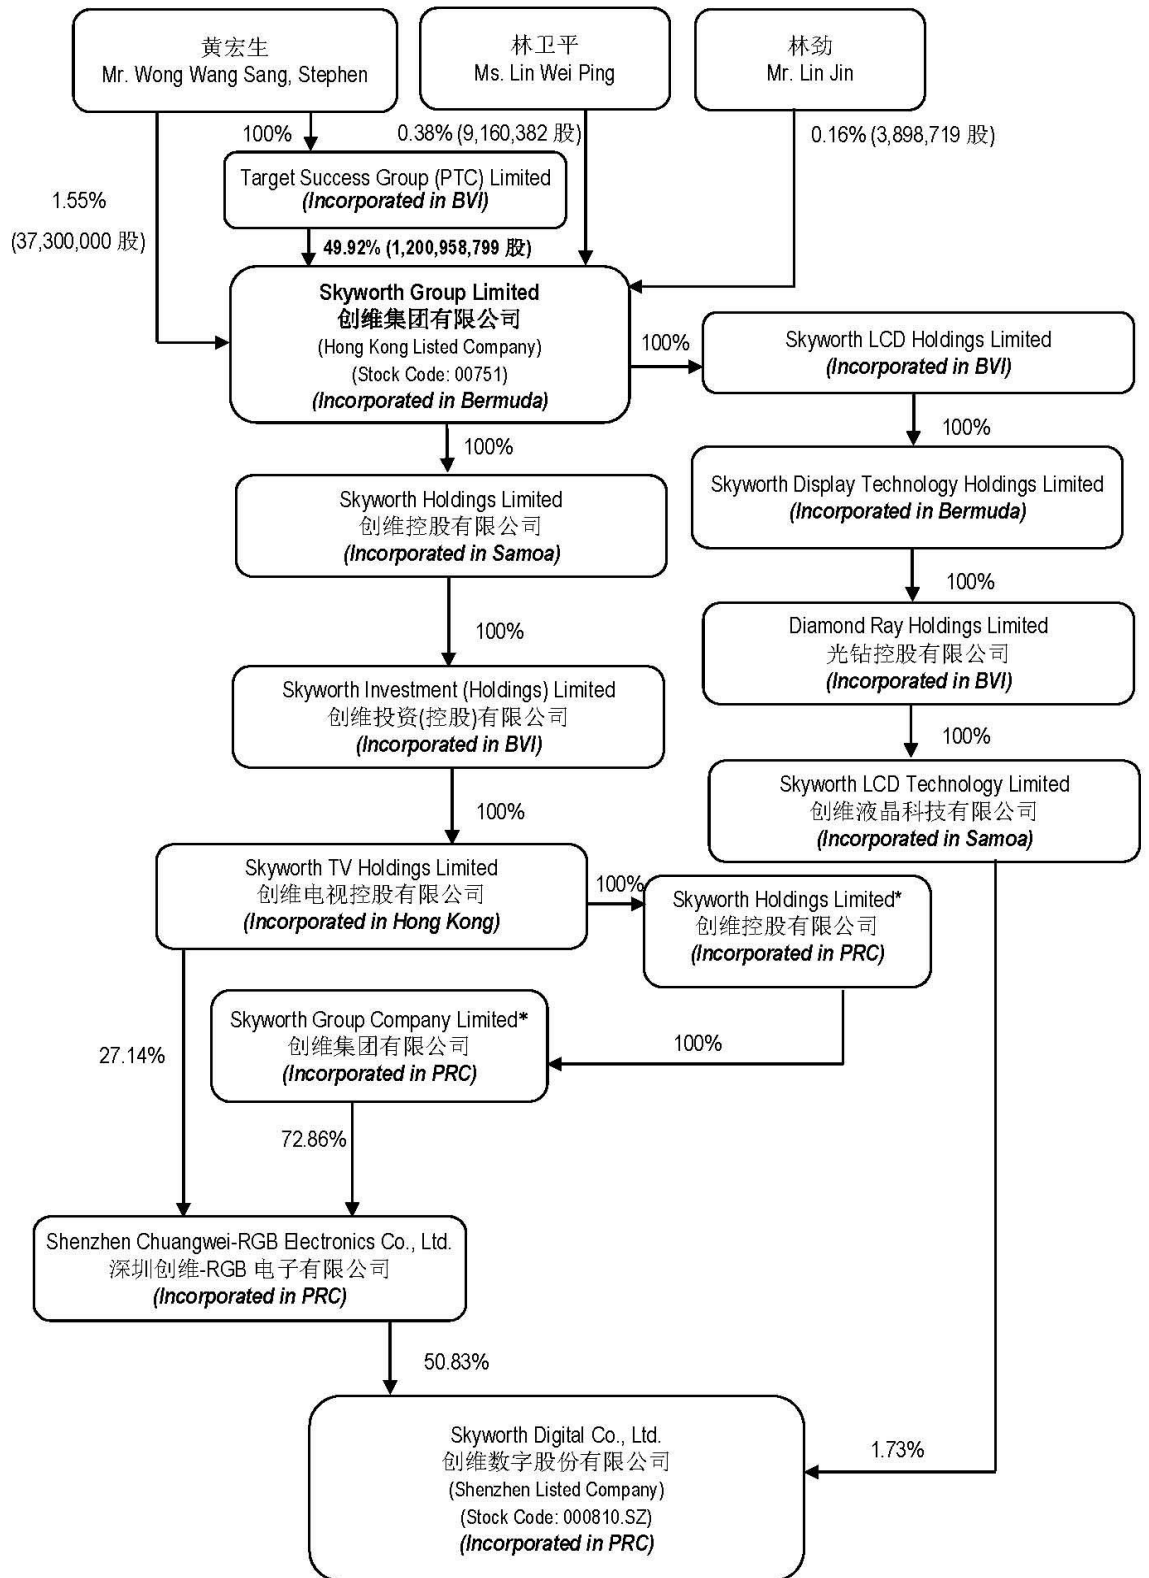 黄宏生
Mr. Wong Wang Sang, Stephen
林卫平
Ms. Lin Wei Ping
林劲
Mr. Lin Jin
100%
0.38% (9,160,382 股)
0.16% (3,898,719 股)
Target Success Group (PTC) Limited
(Incorporated in BVI)
1.55%
(37,300,000 股)
49.92% (1,200,958,799 股)
Skyworth Group Limited
创维集团有限公司
(Hong Kong Listed Company)
(Stock Code: 00751)
(Incorporated in Bermuda)
100%
Skyworth LCD Holdings Limited
(Incorporated in BVI)
100%
100%
Skyworth Holdings Limited
创维控股有限公司
(Incorporated in Samoa)
Skyworth Display Technology Holdings Limited
(Incorporated in Bermuda)
100%
100%
Diamond Ray Holdings Limited
光钻控股有限公司
(Incorporated in BVI)
Skyworth Investment (Holdings) Limited
创维投资(控股)有限公司
(Incorporated in BVI)
100%
100%
Skyworth LCD Technology Limited
创维液晶科技有限公司
(Incorporated in Samoa)
Skyworth TV Holdings Limited
创维电视控股有限公司
(Incorporated in Hong Kong)
100%
Skyworth Holdings Limited*
创维控股有限公司
(Incorporated in PRC)
Skyworth Group Company Limited*
创维集团有限公司
(Incorporated in PRC)
100%
27.14%
72.86%
Shenzhen Chuangwei-RGB Electronics Co., Ltd.
深圳创维-RGB 电子有限公司
(Incorporated in PRC)
50.83%
Skyworth Digital Co., Ltd.
创维数字股份有限公司
(Shenzhen Listed Company)
(Stock Code: 000810.SZ)
(Incorporated in PRC)
1.73%